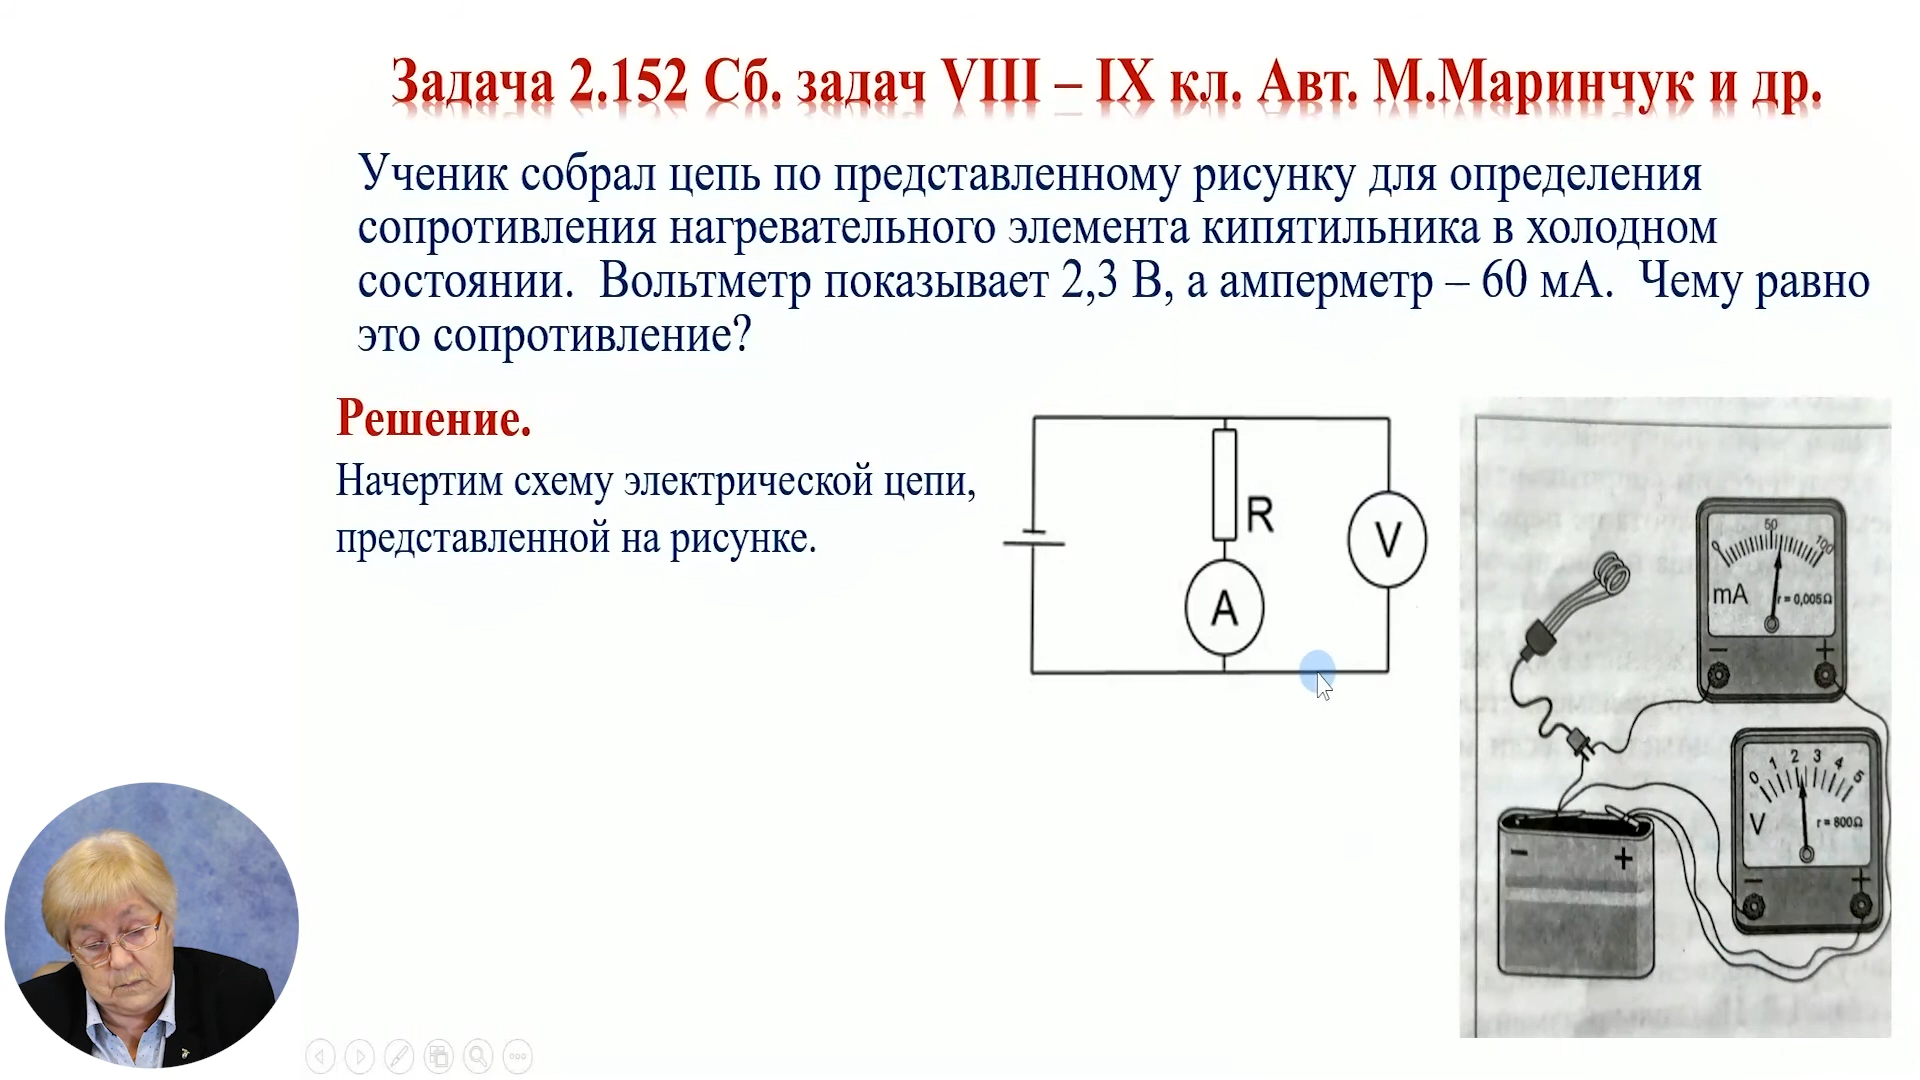 Задача 2.152 Сб. задач VIII – IX кл. Авт. М.Маринчук и др.
Ученик собрал цепь по представленному рисунку для определения
сопротивления нагревательного элемента кипятильника в холодном
состоянии. Вольтметр показывает 2,3 В, а амперметр – 60 мА. Чему равно
это сопротивление?
Решение.
Начертим схему электрической цепи,
представленной на рисунке.
R
V
A
0 50 100
mA
r = 0,005Ω
– +
0 1 2 3 4 5
V
r = 800Ω
– +
– +